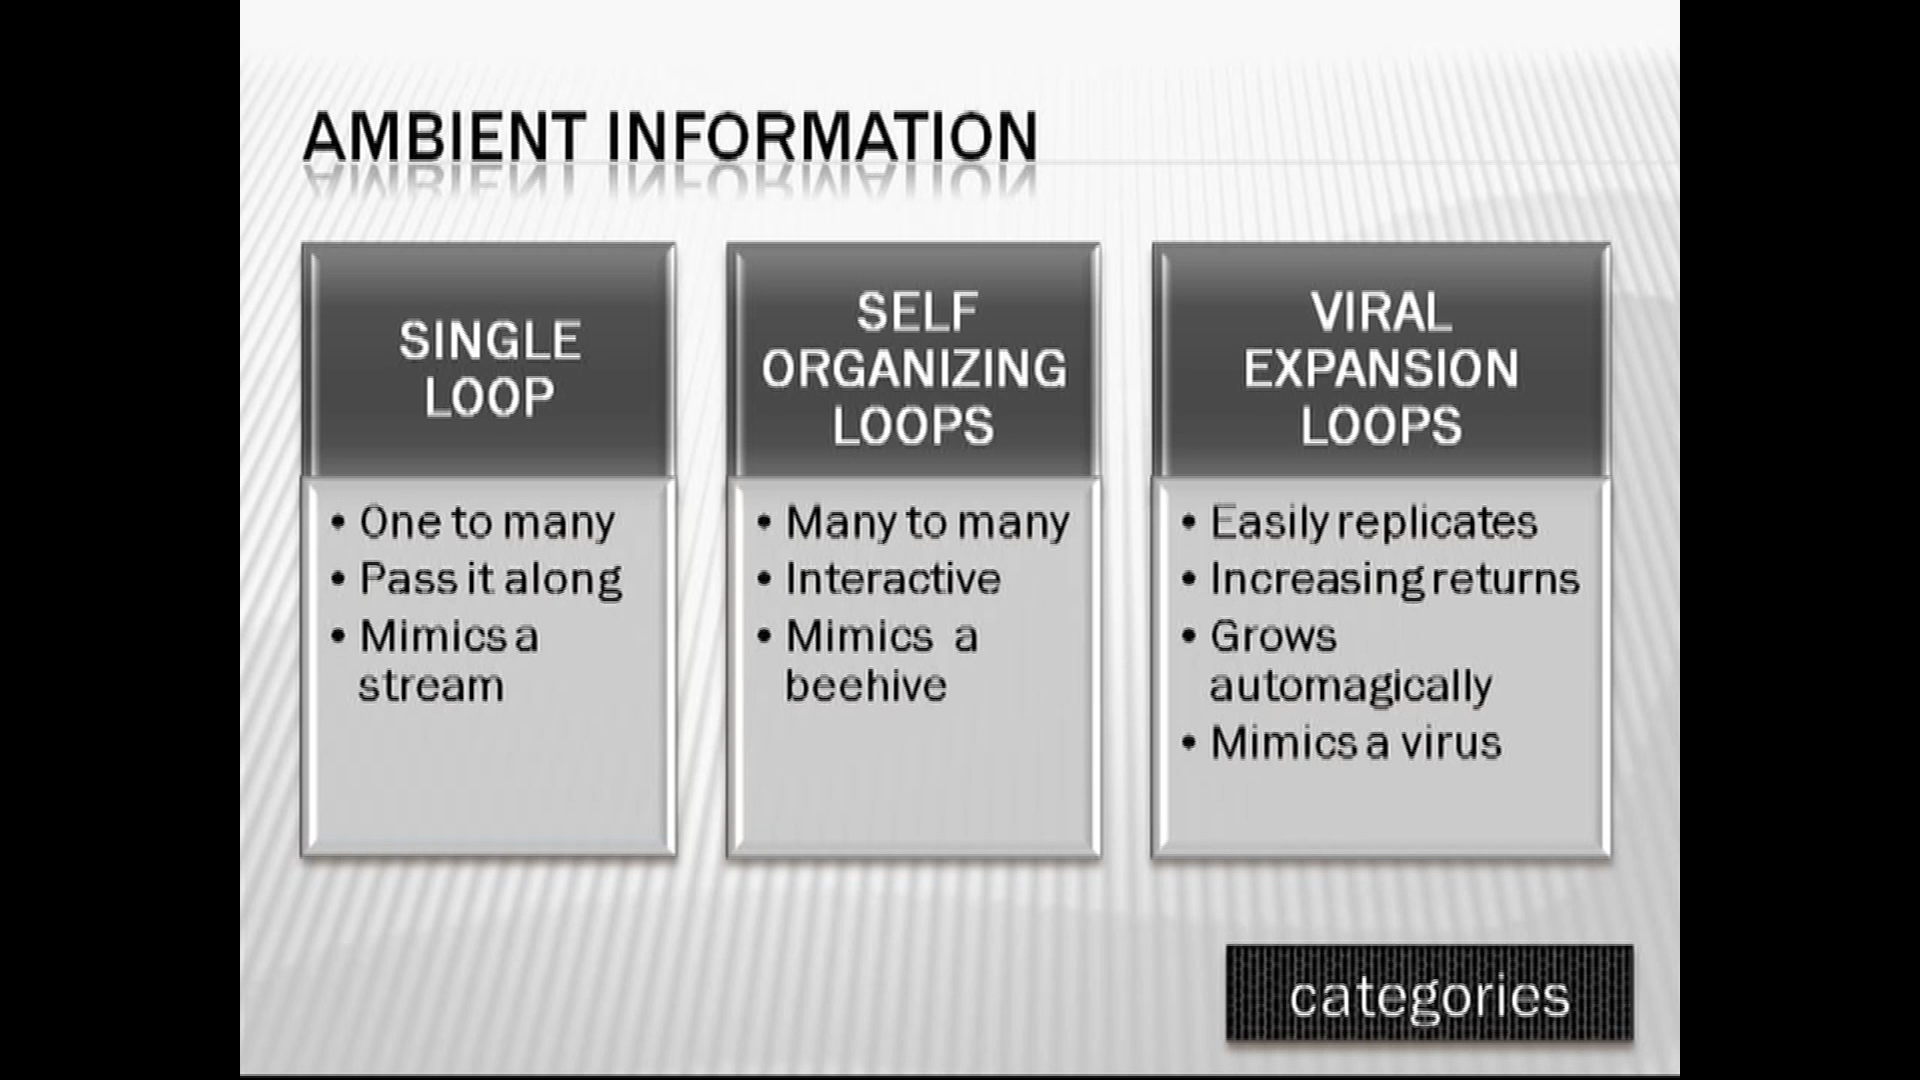 AMBIENT INFORMATION
SINGLE
LOOP
• One to many
• Pass it along
• Mimics a
stream
SELF
ORGANIZING
LOOPS
• Many to many
• Interactive
• Mimics a
beehive
VIRAL
EXPANSION
LOOPS
• Easily replicates
• Increasing returns
• Grows
automagically
• Mimics a virus
categories